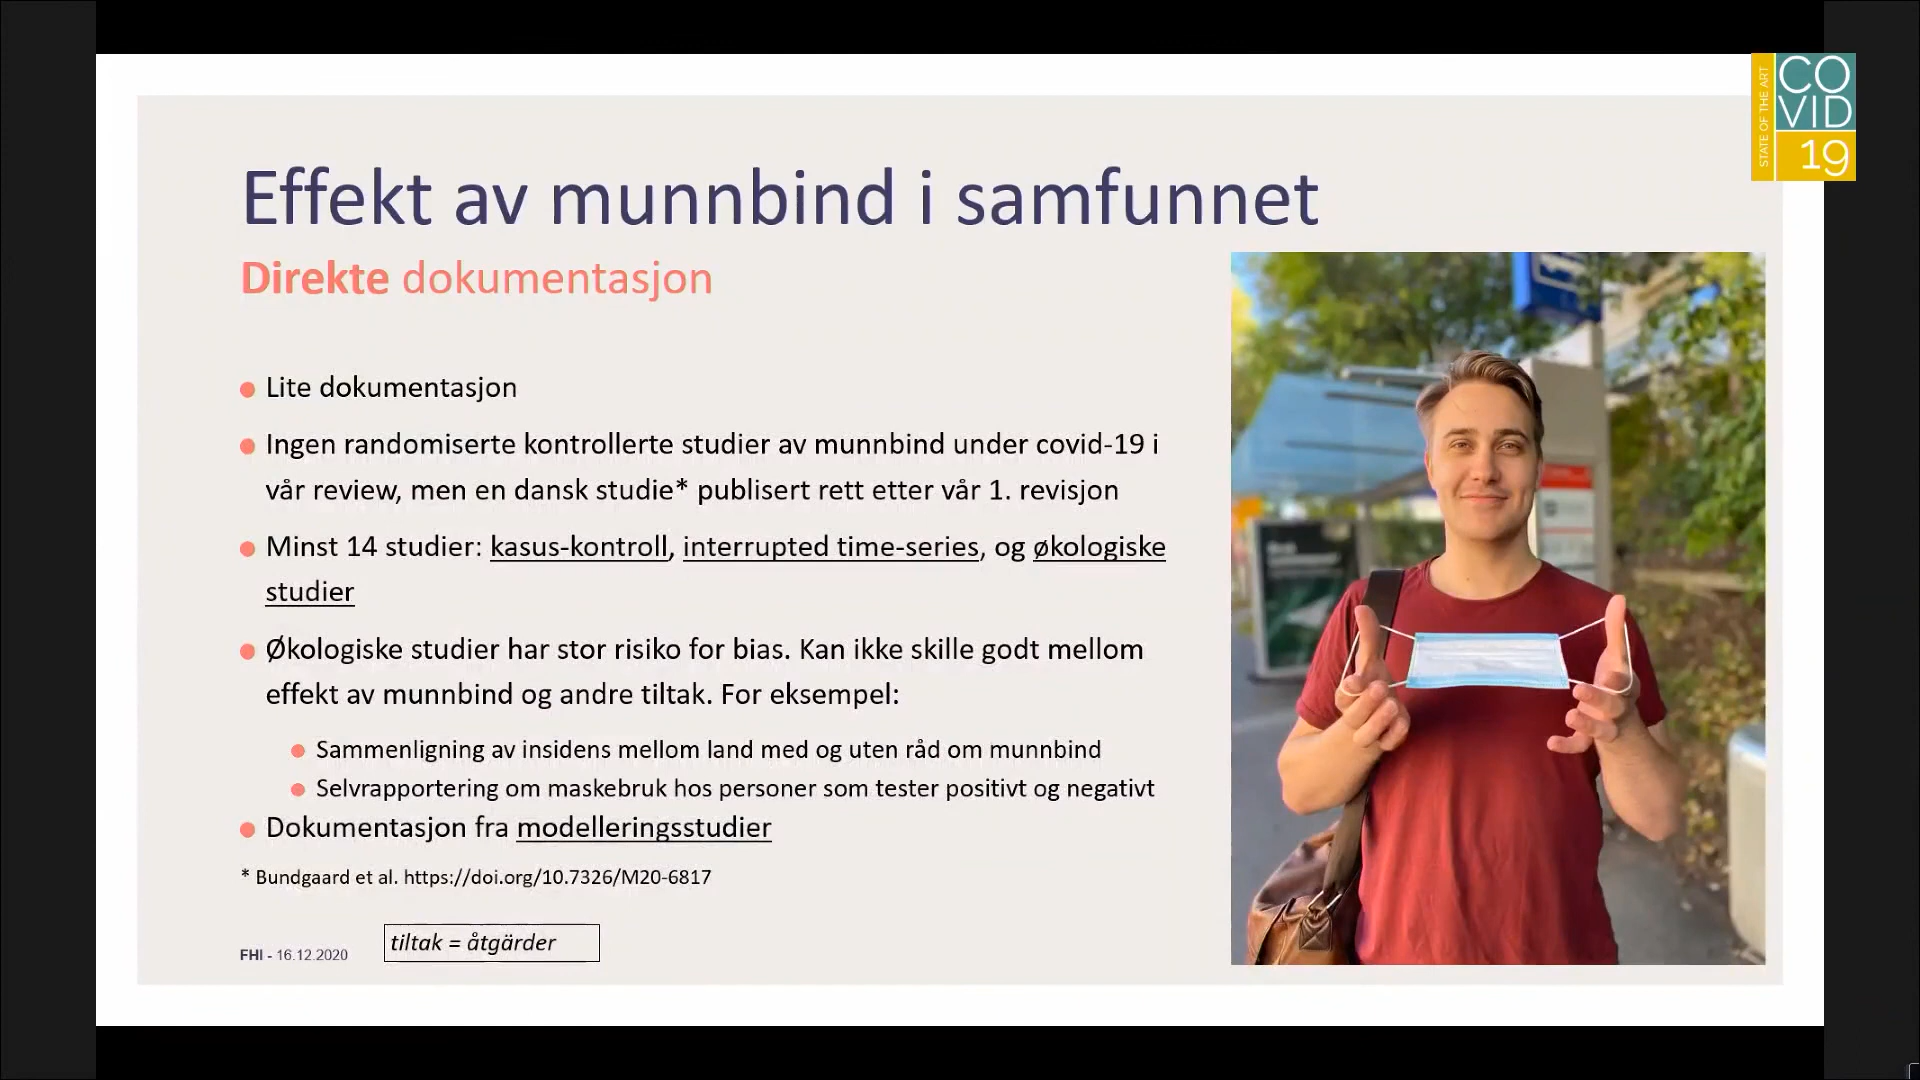 Effekt av munnbind i samfunnet
Direkte dokumentasjon
Lite dokumentasjon
Ingen randomiserte kontrollerte studier av munnbind under covid-19 i
vår review, men en dansk studie* publisert rett etter vår 1. revisjon
Minst 14 studier: kasus-kontroll, interrupted time-series, og økologiske
studier
Økologiske studier har stor risiko for bias. Kan ikke skille godt mellom
effekt av munnbind og andre tiltak. For eksempel:
Sammenligning av insidens mellom land med og uten råd om munnbind
Selvrapportering om maskebruk hos personer som tester positivt og negativt
Dokumentasjon fra modelleringsstudier
* Bundgaard et al. https://doi.org/10.7326/M20-6817
tiltak = åtgärder
FHI - 16.12.2020
STATE OF THE ART
CO
VID
19